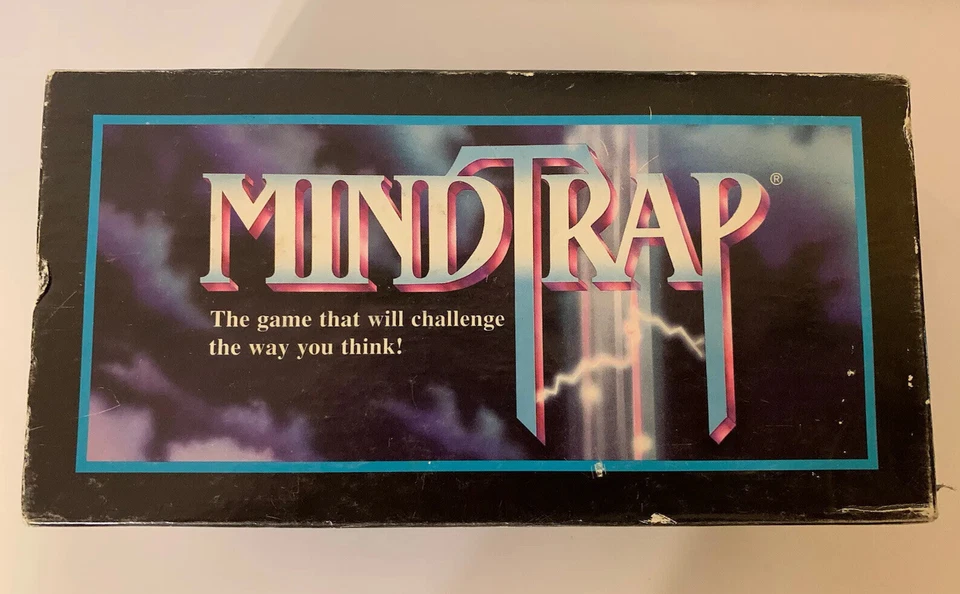 MINDTRAP®
The game that will challenge
the way you think!